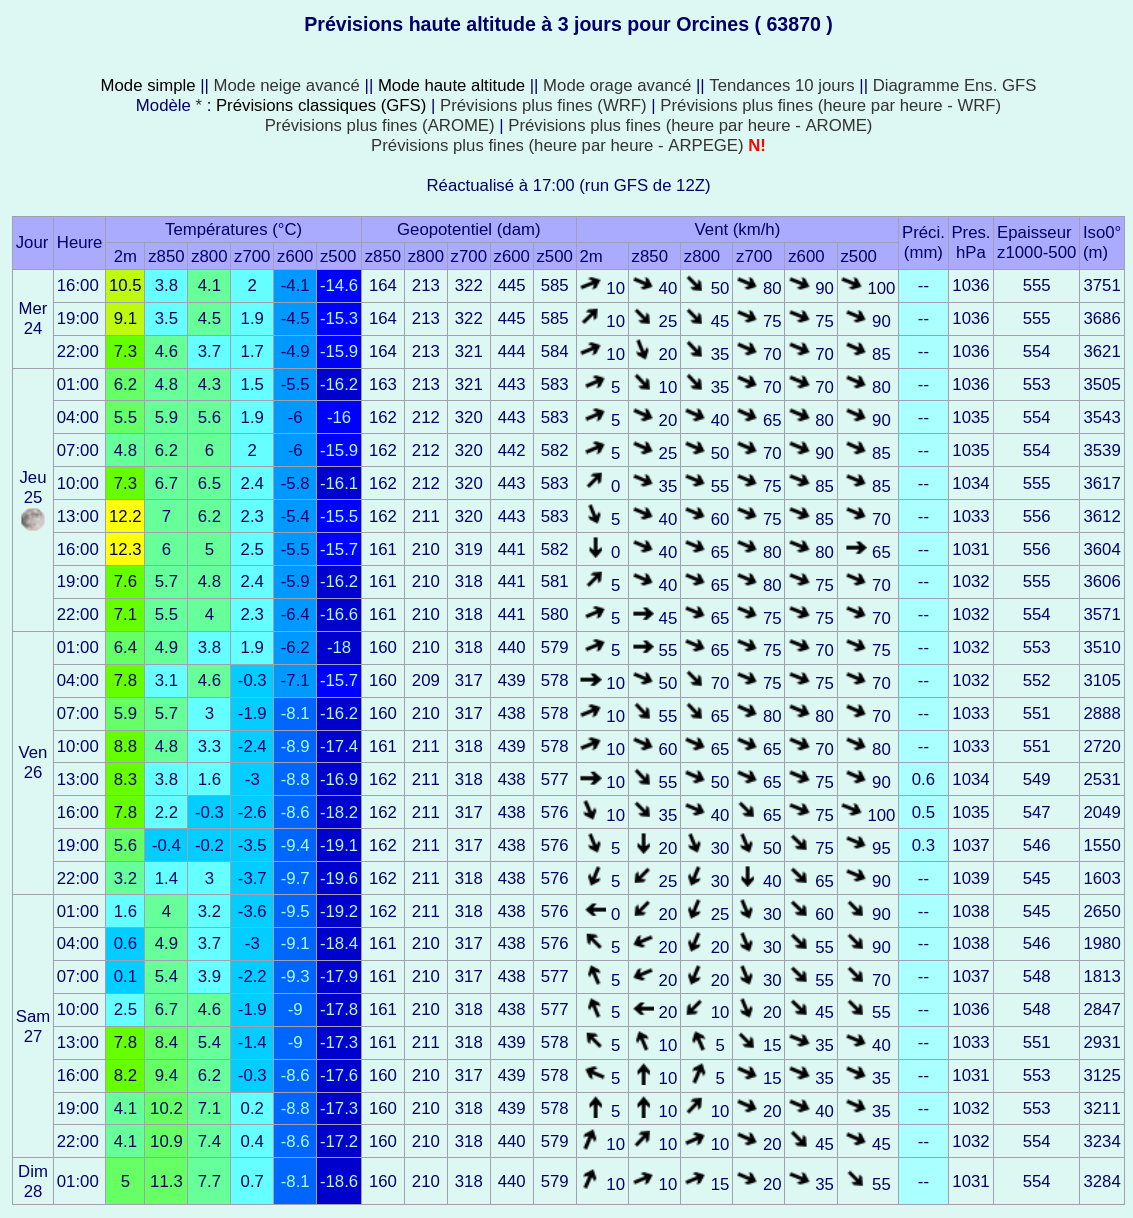 Prévisions haute altitude à 3 jours pour Orcines ( 63870 )
Mode simple || Mode neige avancé || Mode haute altitude || Mode orage avancé || Tendances 10 jours || Diagramme Ens. GFS
Modèle * : Prévisions classiques (GFS) | Prévisions plus fines (WRF) | Prévisions plus fines (heure par heure - WRF)
Prévisions plus fines (AROME) | Prévisions plus fines (heure par heure - AROME)
Prévisions plus fines (heure par heure - ARPEGE) N!
Réactualisé à 17:00 (run GFS de 12Z)
Jour Heure Températures (°C) Geopotentiel (dam) Vent (km/h) Préci. (mm) Pres. hPa Epaisseur z1000-500 Iso0° (m)
2m z850 z800 z700 z600 z500 z850 z800 z700 z600 z500 2m z850 z800 z700 z600 z500
Mer 24
16:00 10.5 3.8 4.1 2 -4.1 -14.6 164 213 322 445 585 10 40 50 80 90 100 -- 1036 555 3751
19:00 9.1 3.5 4.5 1.9 -4.5 -15.3 164 213 322 445 585 10 25 45 75 75 90 -- 1036 555 3686
22:00 7.3 4.6 3.7 1.7 -4.9 -15.9 164 213 321 444 584 10 20 35 70 70 85 -- 1036 554 3621
Jeu 25
01:00 6.2 4.8 4.3 1.5 -5.5 -16.2 163 213 321 443 583 5 10 35 70 70 80 -- 1036 553 3505
04:00 5.5 5.9 5.6 1.9 -6 -16 162 212 320 443 583 5 20 40 65 80 90 -- 1035 554 3543
07:00 4.8 6.2 6 2 -6 -15.9 162 212 320 442 582 5 25 50 70 90 85 -- 1035 554 3539
10:00 7.3 6.7 6.5 2.4 -5.8 -16.1 162 212 320 443 583 0 35 55 75 85 85 -- 1034 555 3617
13:00 12.2 7 6.2 2.3 -5.4 -15.5 162 211 320 443 583 5 40 60 75 85 70 -- 1033 556 3612
16:00 12.3 6 5 2.5 -5.5 -15.7 161 210 319 441 582 0 40 65 80 80 65 -- 1031 556 3604
19:00 7.6 5.7 4.8 2.4 -5.9 -16.2 161 210 318 441 581 5 40 65 80 75 70 -- 1032 555 3606
22:00 7.1 5.5 4 2.3 -6.4 -16.6 161 210 318 441 580 5 45 65 75 75 70 -- 1032 554 3571
Ven 26
01:00 6.4 4.9 3.8 1.9 -6.2 -18 160 210 318 440 579 5 55 65 75 70 75 -- 1032 553 3510
04:00 7.8 3.1 4.6 -0.3 -7.1 -15.7 160 209 317 439 578 10 50 70 75 75 70 -- 1032 552 3105
07:00 5.9 5.7 3 -1.9 -8.1 -16.2 160 210 317 438 578 10 55 65 80 80 70 -- 1033 551 2888
10:00 8.8 4.8 3.3 -2.4 -8.9 -17.4 161 211 318 439 578 10 60 65 65 70 80 -- 1033 551 2720
13:00 8.3 3.8 1.6 -3 -8.8 -16.9 162 211 318 438 577 10 55 50 65 75 90 0.6 1034 549 2531
16:00 7.8 2.2 -0.3 -2.6 -8.6 -18.2 162 211 317 438 576 10 35 40 65 75 100 0.5 1035 547 2049
19:00 5.6 -0.4 -0.2 -3.5 -9.4 -19.1 162 211 317 438 576 5 20 30 50 75 95 0.3 1037 546 1550
22:00 3.2 1.4 3 -3.7 -9.7 -19.6 162 211 318 438 576 5 25 30 40 65 90 -- 1039 545 1603
Sam 27
01:00 1.6 4 3.2 -3.6 -9.5 -19.2 162 211 318 438 576 0 20 25 30 60 90 -- 1038 545 2650
04:00 0.6 4.9 3.7 -3 -9.1 -18.4 161 210 317 438 576 5 20 20 30 55 90 -- 1038 546 1980
07:00 0.1 5.4 3.9 -2.2 -9.3 -17.9 161 210 317 438 577 5 20 20 30 55 70 -- 1037 548 1813
10:00 2.5 6.7 4.6 -1.9 -9 -17.8 161 210 318 438 577 5 20 10 20 45 55 -- 1036 548 2847
13:00 7.8 8.4 5.4 -1.4 -9 -17.3 161 211 318 439 578 5 10 5 15 35 40 -- 1033 551 2931
16:00 8.2 9.4 6.2 -0.3 -8.6 -17.6 160 210 317 439 578 5 10 5 15 35 35 -- 1031 553 3125
19:00 4.1 10.2 7.1 0.2 -8.8 -17.3 160 210 318 439 578 5 10 10 20 40 35 -- 1032 553 3211
22:00 4.1 10.9 7.4 0.4 -8.6 -17.2 160 210 318 440 579 10 10 10 20 45 45 -- 1032 554 3234
Dim 28
01:00 5 11.3 7.7 0.7 -8.1 -18.6 160 210 318 440 579 10 10 15 20 35 55 -- 1031 554 3284